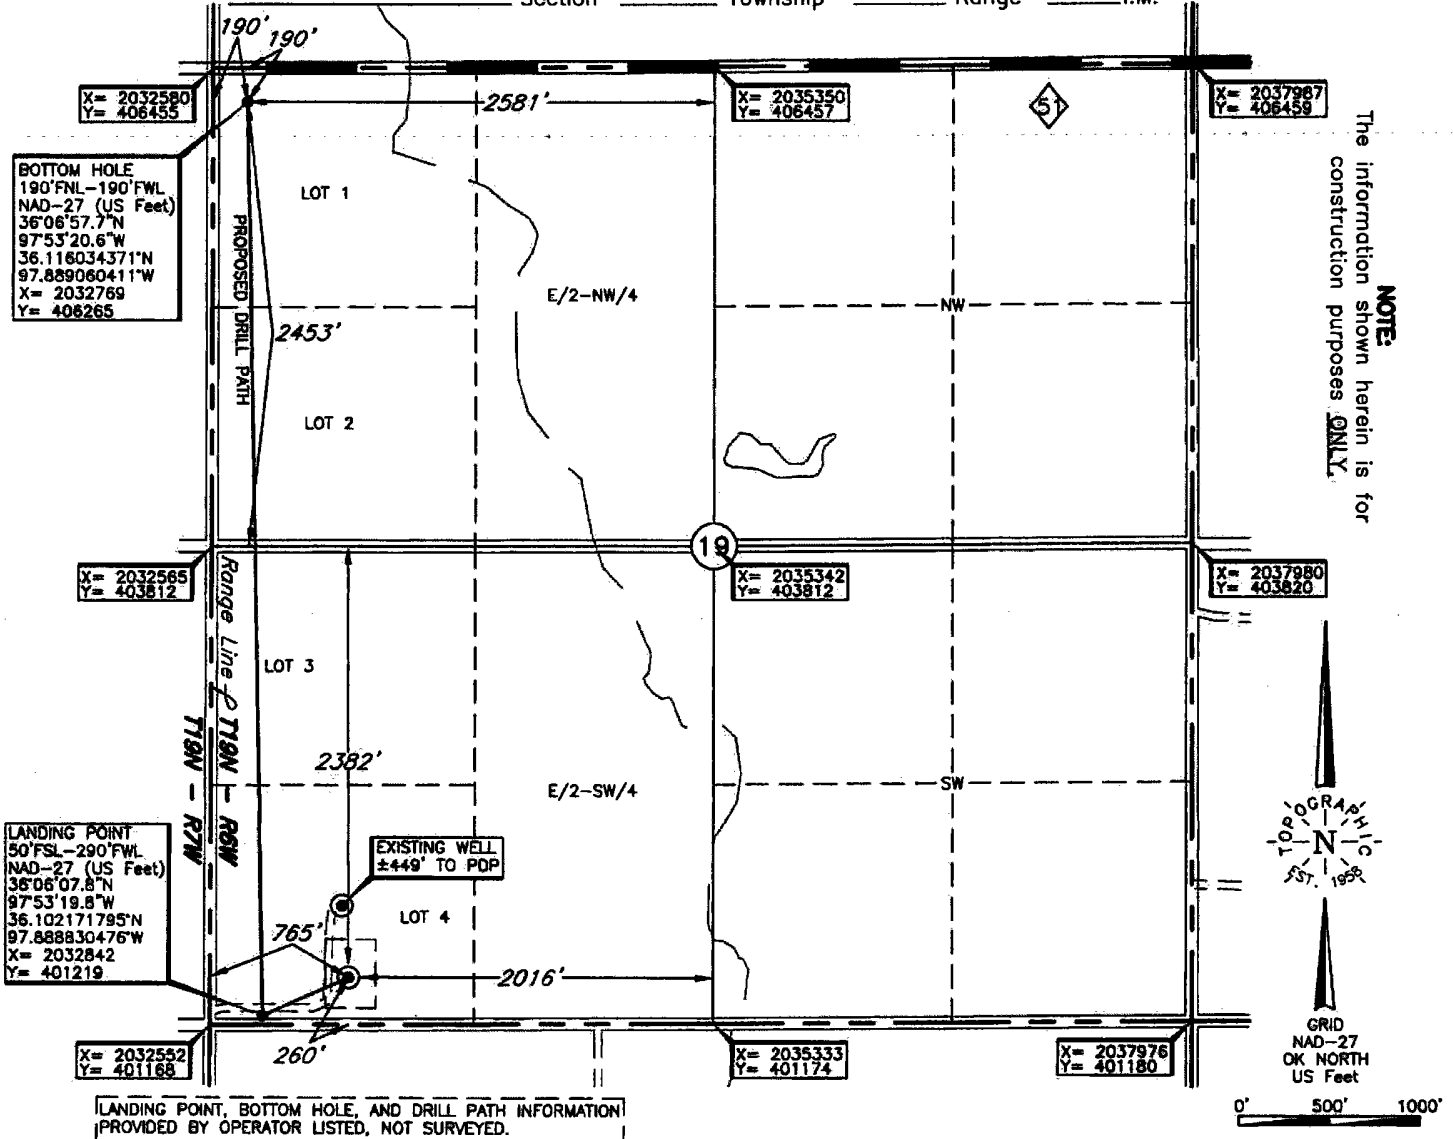 Section Township Range I.M.
190'
190'
X= 2032580
Y= 406455
2581'
X= 2035350
Y= 406457
51
X= 2037987
Y= 406459
BOTTOM HOLE
190'FNL-190'FWL
NAD-27 (US Feet)
36°06'57.7"N
97°53'20.6"W
36.116034371°N
97.889060411°W
X= 2032769
Y= 406265
LOT 1
PROPOSED DRILL PATH
E/2-NW/4
NW
2453'
LOT 2
NOTE:
The information shown herein is for
construction purposes ONLY.
19
X= 2032565
Y= 403812
X= 2035342
Y= 403812
X= 2037980
Y= 403820
Range Line
LOT 3
T19N - R6W
T19N - R7W
2382'
E/2-SW/4
SW
LANDING POINT
50'FSL-290'FWL
NAD-27 (US Feet)
36°06'07.8"N
97°53'19.8"W
36.102171795°N
97.888830476°W
X= 2032842
Y= 401219
EXISTING WELL
±449' TO PDP
LOT 4
765'
2016'
260'
TOPOGRAPHIC
N
EST. 1958
X= 2032552
Y= 401168
X= 2035333
Y= 401174
X= 2037976
Y= 401180
GRID
NAD-27
OK NORTH
US Feet
0' 500' 1000'
LANDING POINT, BOTTOM HOLE, AND DRILL PATH INFORMATION
PROVIDED BY OPERATOR LISTED, NOT SURVEYED.